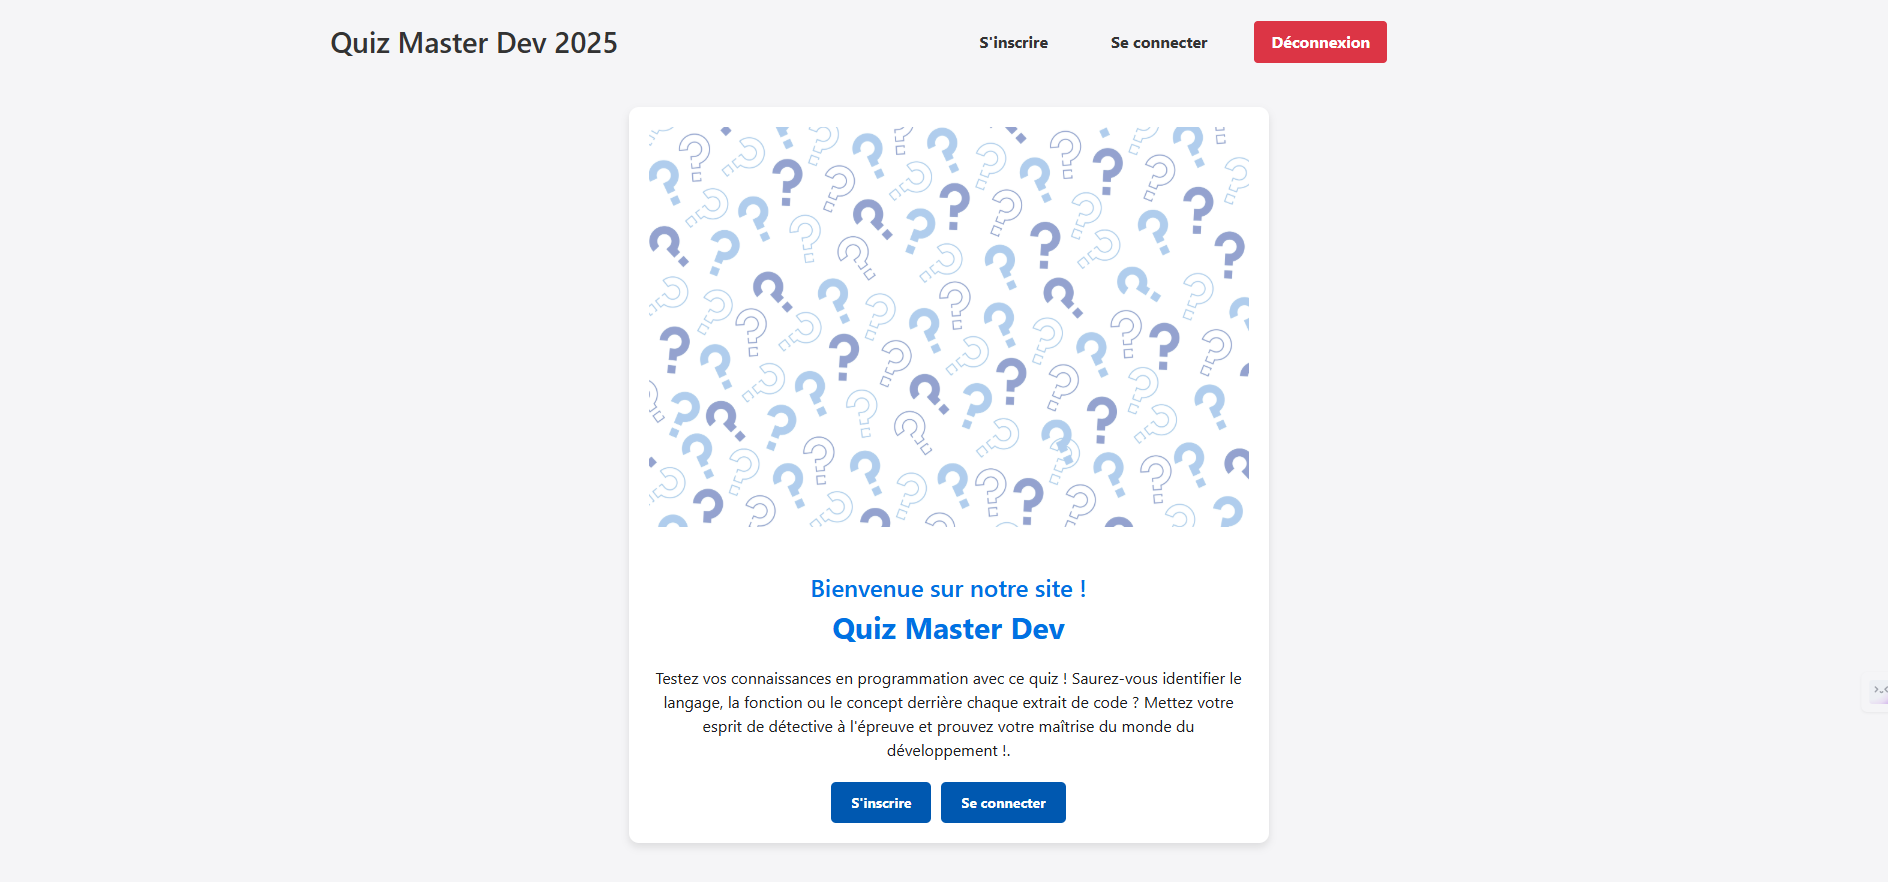 Quiz Master Dev 2025
S'inscrire
Se connecter
Déconnexion
Bienvenue sur notre site !
Quiz Master Dev
Testez vos connaissances en programmation avec ce quiz ! Saurez-vous identifier le
langage, la fonction ou le concept derrière chaque extrait de code ? Mettez votre
esprit de détective à l'épreuve et prouvez votre maîtrise du monde du
développement !.
S'inscrire
Se connecter